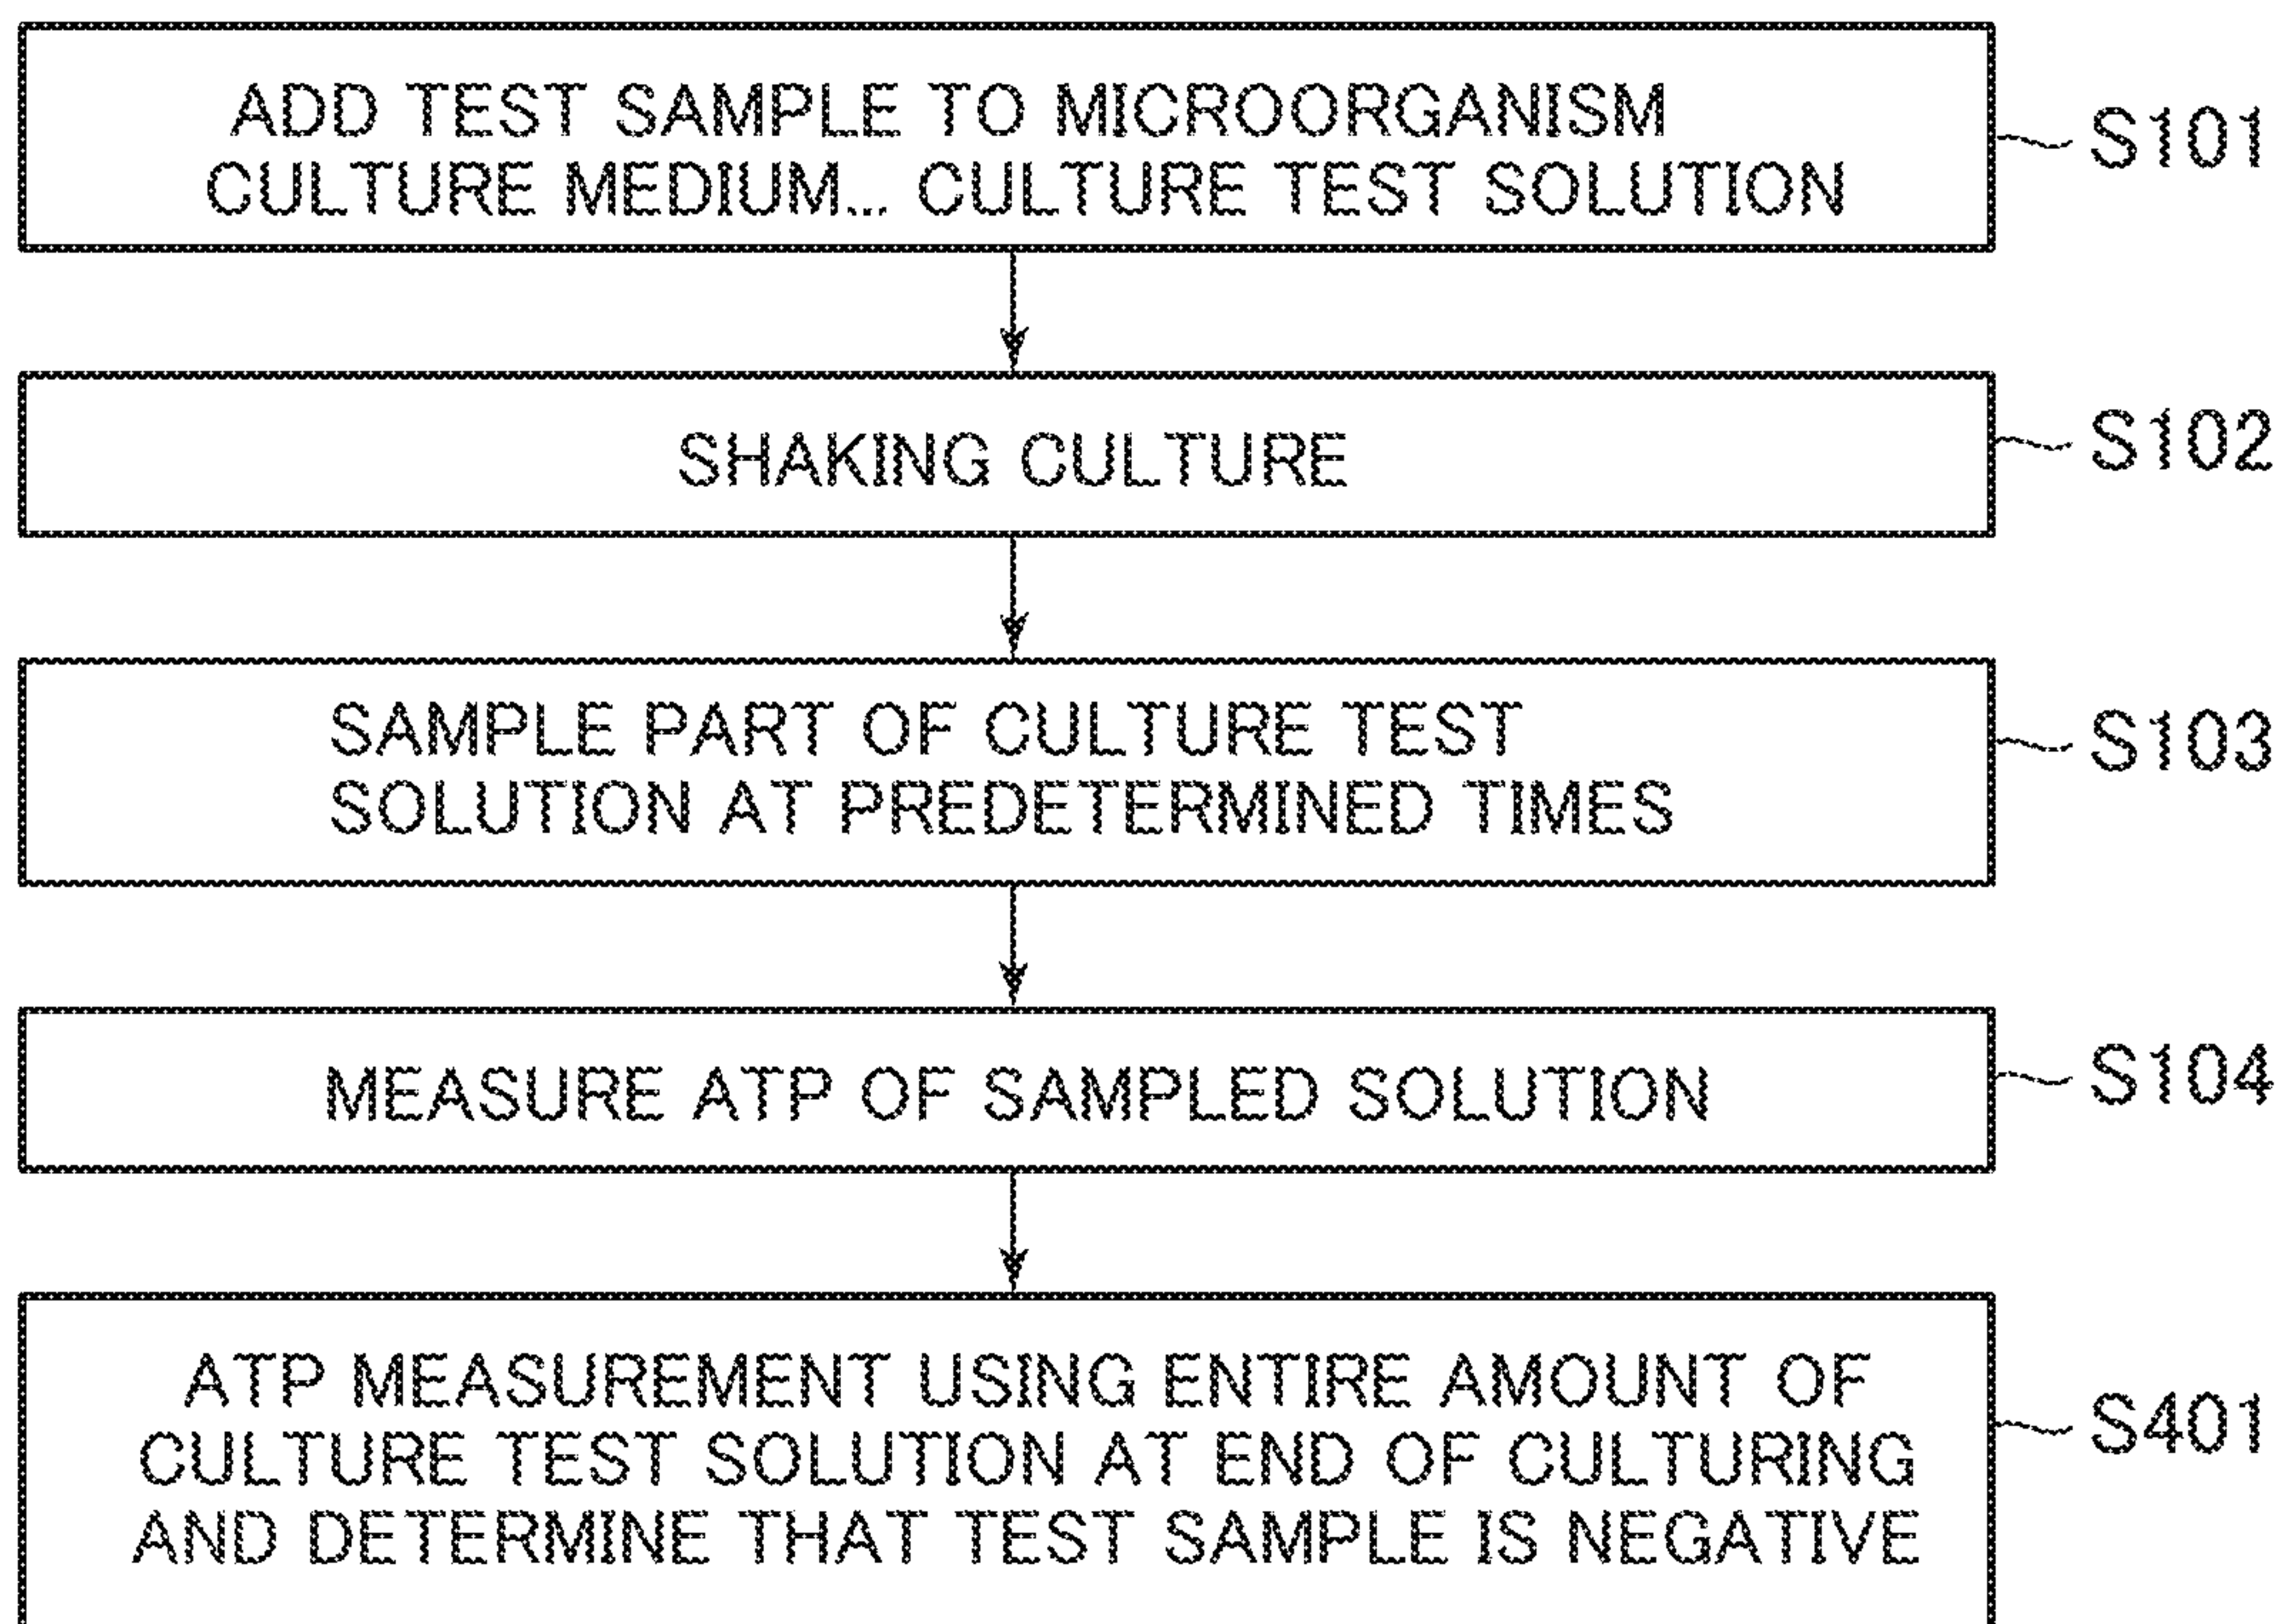 ADD TEST SAMPLE TO MICROORGANISM
CULTURE MEDIUM... CULTURE TEST SOLUTION
S101
SHAKING CULTURE
S102
SAMPLE PART OF CULTURE TEST
SOLUTION AT PREDETERMINED TIMES
S103
MEASURE ATP OF SAMPLED SOLUTION
S104
ATP MEASUREMENT USING ENTIRE AMOUNT OF
CULTURE TEST SOLUTION AT END OF CULTURING
AND DETERMINE THAT TEST SAMPLE IS NEGATIVE
S401